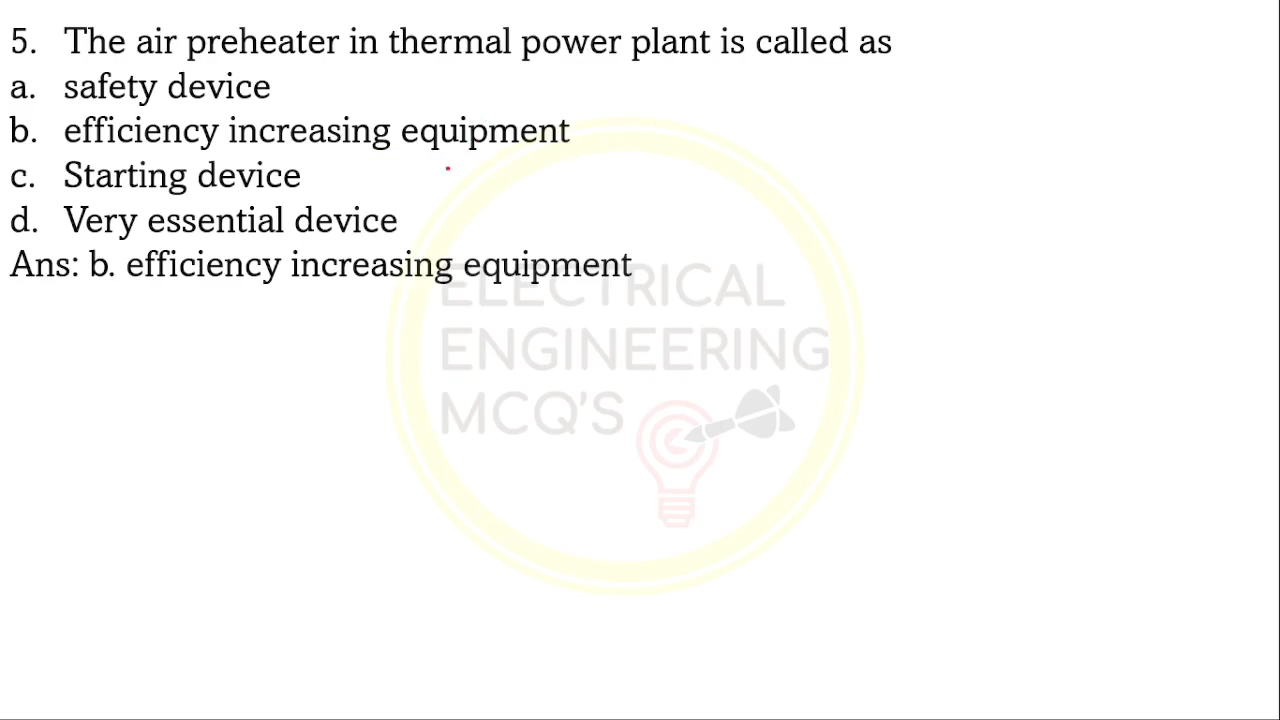 5. The air preheater in thermal power plant is called as
a. safety device
b. efficiency increasing equipment
c. Starting device
d. Very essential device
Ans: b. efficiency increasing equipment
ELECTRICAL
ENGINEERING
MCQ'S